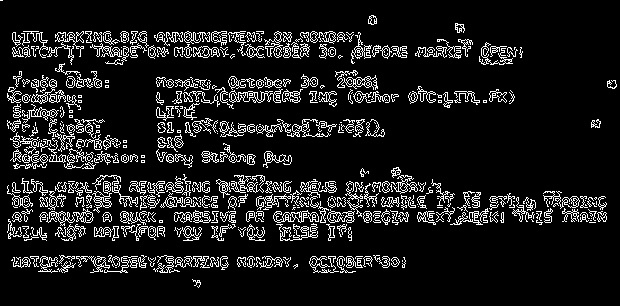 LITL MAKING BIG ANNOUNCEMENT ON MONDAY!
WATCH IT TRADE ON MONDAY, OCTOBER 30, BEFORE MARKET OPEN!
Trade Date: Monday, October 30, 2006
Company: L INTL COMPUTERS INC (Other OTC:LITL.PK)
Symbol: LITL
Fri Close: $1.15 (Discounted Price!)
Target: $18
Recommendation: Very Strong Buy
LITL WILL BE RELEASING BREAKING NEWS ON MONDAY.
DO NOT MISS THIS CHANCE OF GETTING ON IT WHILE IT IS STILL TRADING
AT AROUND A BUCK. MASSIVE PR CAMPAIGNS BEGIN NEXT WEEK! THIS TRAIN
WILL NOT WAIT FOR YOU IF YOU MISS IT!
WATCH IT CLOSELY SARTING MONDAY, OCTOBER 30!